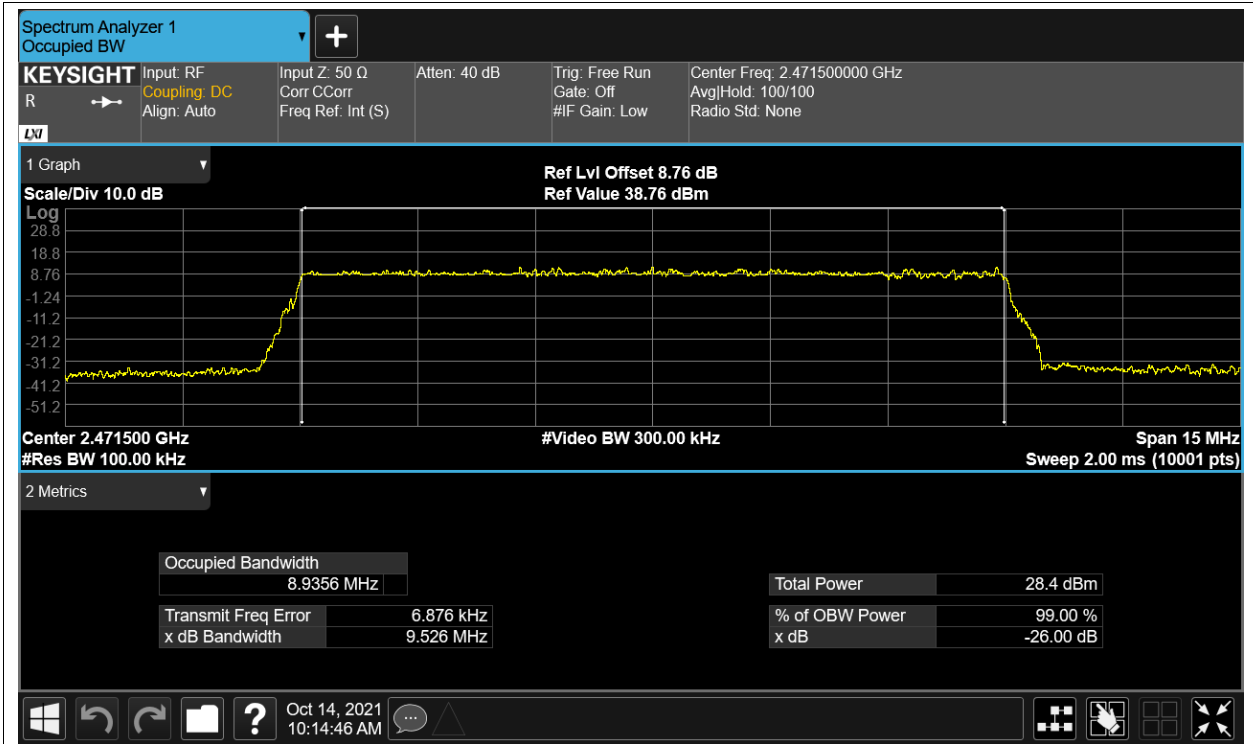 Spectrum Analyzer 1
Occupied BW
KEYSIGHT
R
LXI
Input: RF
Coupling: DC
Align: Auto
Input Z: 50 Ω
Corr CCorr
Freq Ref: Int (S)
Atten: 40 dB
Trig: Free Run
Gate: Off
#IF Gain: Low
Center Freq: 2.471500000 GHz
Avg|Hold: 100/100
Radio Std: None
1 Graph
Ref Lvl Offset 8.76 dB
Scale/Div 10.0 dB
Ref Value 38.76 dBm
Log
28.8
18.8
8.76
-1.24
-11.2
-21.2
-31.2
-41.2
-51.2
Center 2.471500 GHz
#Video BW 300.00 kHz
Span 15 MHz
#Res BW 100.00 kHz
Sweep 2.00 ms (10001 pts)
2 Metrics
Occupied Bandwidth
8.9356 MHz
Transmit Freq Error 6.876 kHz
x dB Bandwidth 9.526 MHz
Total Power 28.4 dBm
% of OBW Power 99.00 %
x dB -26.00 dB
?
Oct 14, 2021
10:14:46 AM